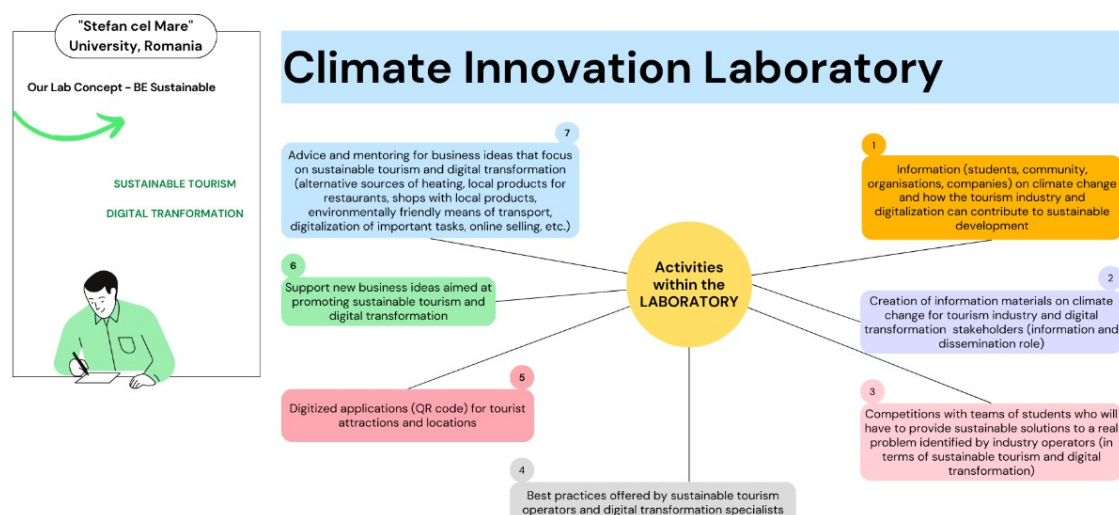 "Stefan cel Mare"
University, Romania
Our Lab Concept - BE Sustainable
SUSTAINABLE TOURISM
DIGITAL TRANFORMATION
Climate Innovation Laboratory
Activities
within the
LABORATORY
1
Information (students, community,
organisations, companies) on climate change
and how the tourism industry and
digitalization can contribute to sustainable
development
2
Creation of information materials on climate
change for tourism industry and digital
transformation stakeholders (information and
dissemination role)
3
Competitions with teams of students who will
have to provide sustainable solutions to a real
problem identified by industry operators (in
terms of sustainable tourism and digital
transformation)
4
Best practices offered by sustainable tourism
operators and digital transformation specialists
5
Digitized applications (QR code) for tourist
attractions and locations
6
Support new business ideas aimed at
promoting sustainable tourism and
digital transformation
7
Advice and mentoring for business ideas that focus
on sustainable tourism and digital transformation
(alternative sources of heating, local products for
restaurants, shops with local products,
environmentally friendly means of transport,
digitalization of important tasks, online selling, etc.)